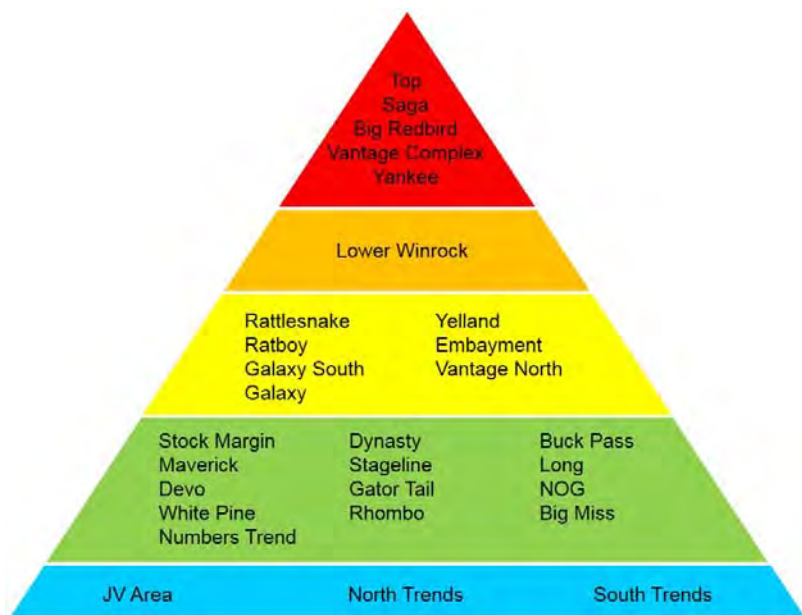 Top
Saga
Big Redbird
Vantage Complex
Yankee
Lower Winrock
Rattlesnake
Ratboy
Galaxy South
Galaxy
Yelland
Embayment
Vantage North
Stock Margin
Maverick
Devo
White Pine
Numbers Trend
Dynasty
Stageline
Gator Tail
Rhombo
Buck Pass
Long
NOG
Big Miss
JV Area
North Trends
South Trends